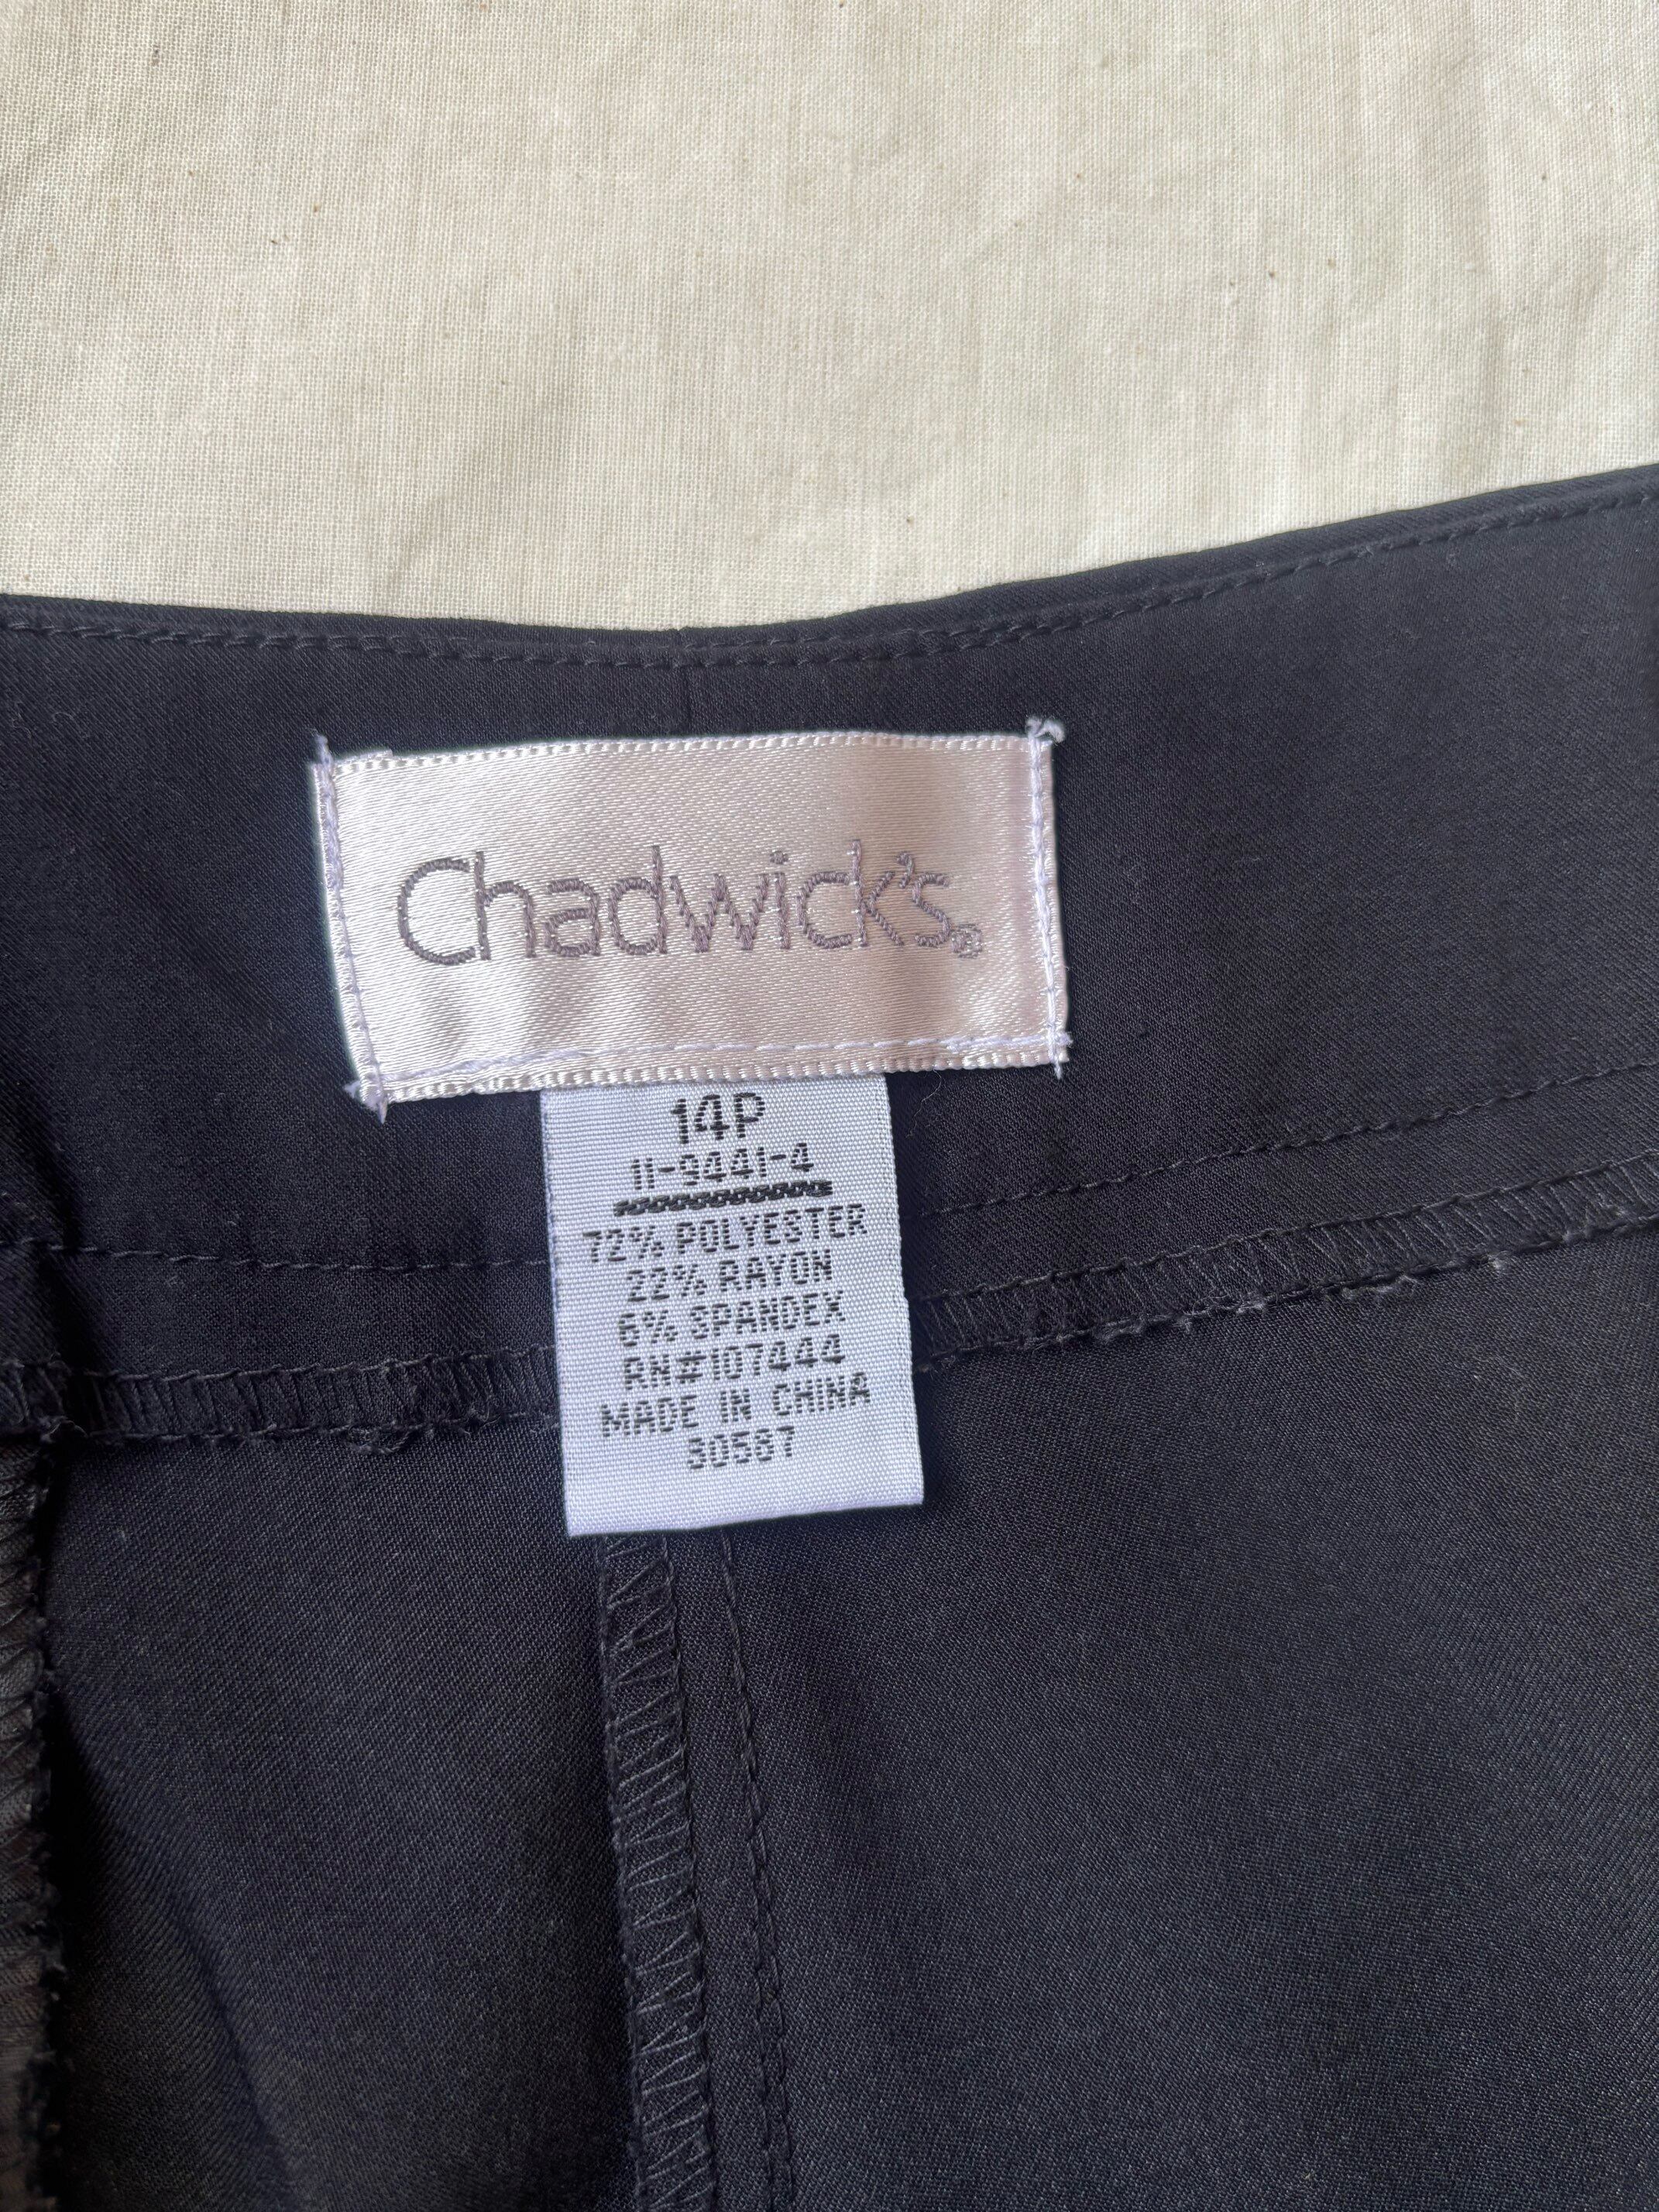 Chadwick's®
14P
11-9441-4
72% POLYESTER
22% RAYON
6% SPANDEX
RN#107444
MADE IN CHINA
30587